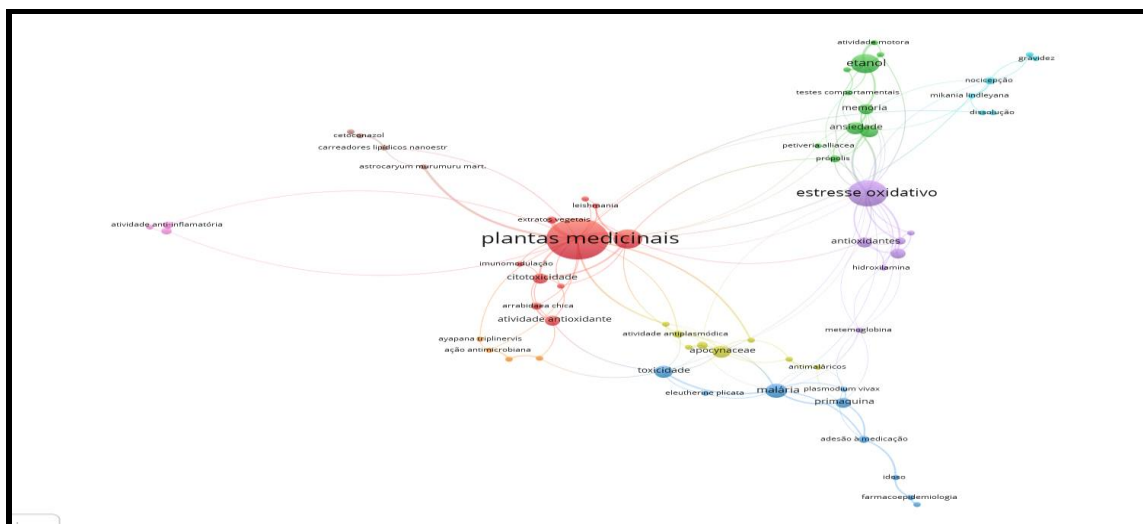 atividade motora
etanol
gravidez
nocicepção
testes comportamentais
mikania lindleyana
memória
dissolução
ansiedade
cetoconazol
petiveria alliacea
carreadores lipídicos nanoestr
própolis
astrocaryum murumuru mart.
estresse oxidativo
leishmania
extratos vegetais
atividade anti-inflamatória
plantas medicinais
antioxidantes
imunomodulação
hidroxilamina
citotoxicidade
arrabidaea chica
atividade antioxidante
metemoglobina
atividade antiplasmódica
ayapana triplinervis
ação antimicrobiana
apocynaceae
antimaláricos
toxicidade
eleutherine plicata
malária
plasmodium vivax
primaquina
adesão à medicação
idoso
farmacoepidemiologia